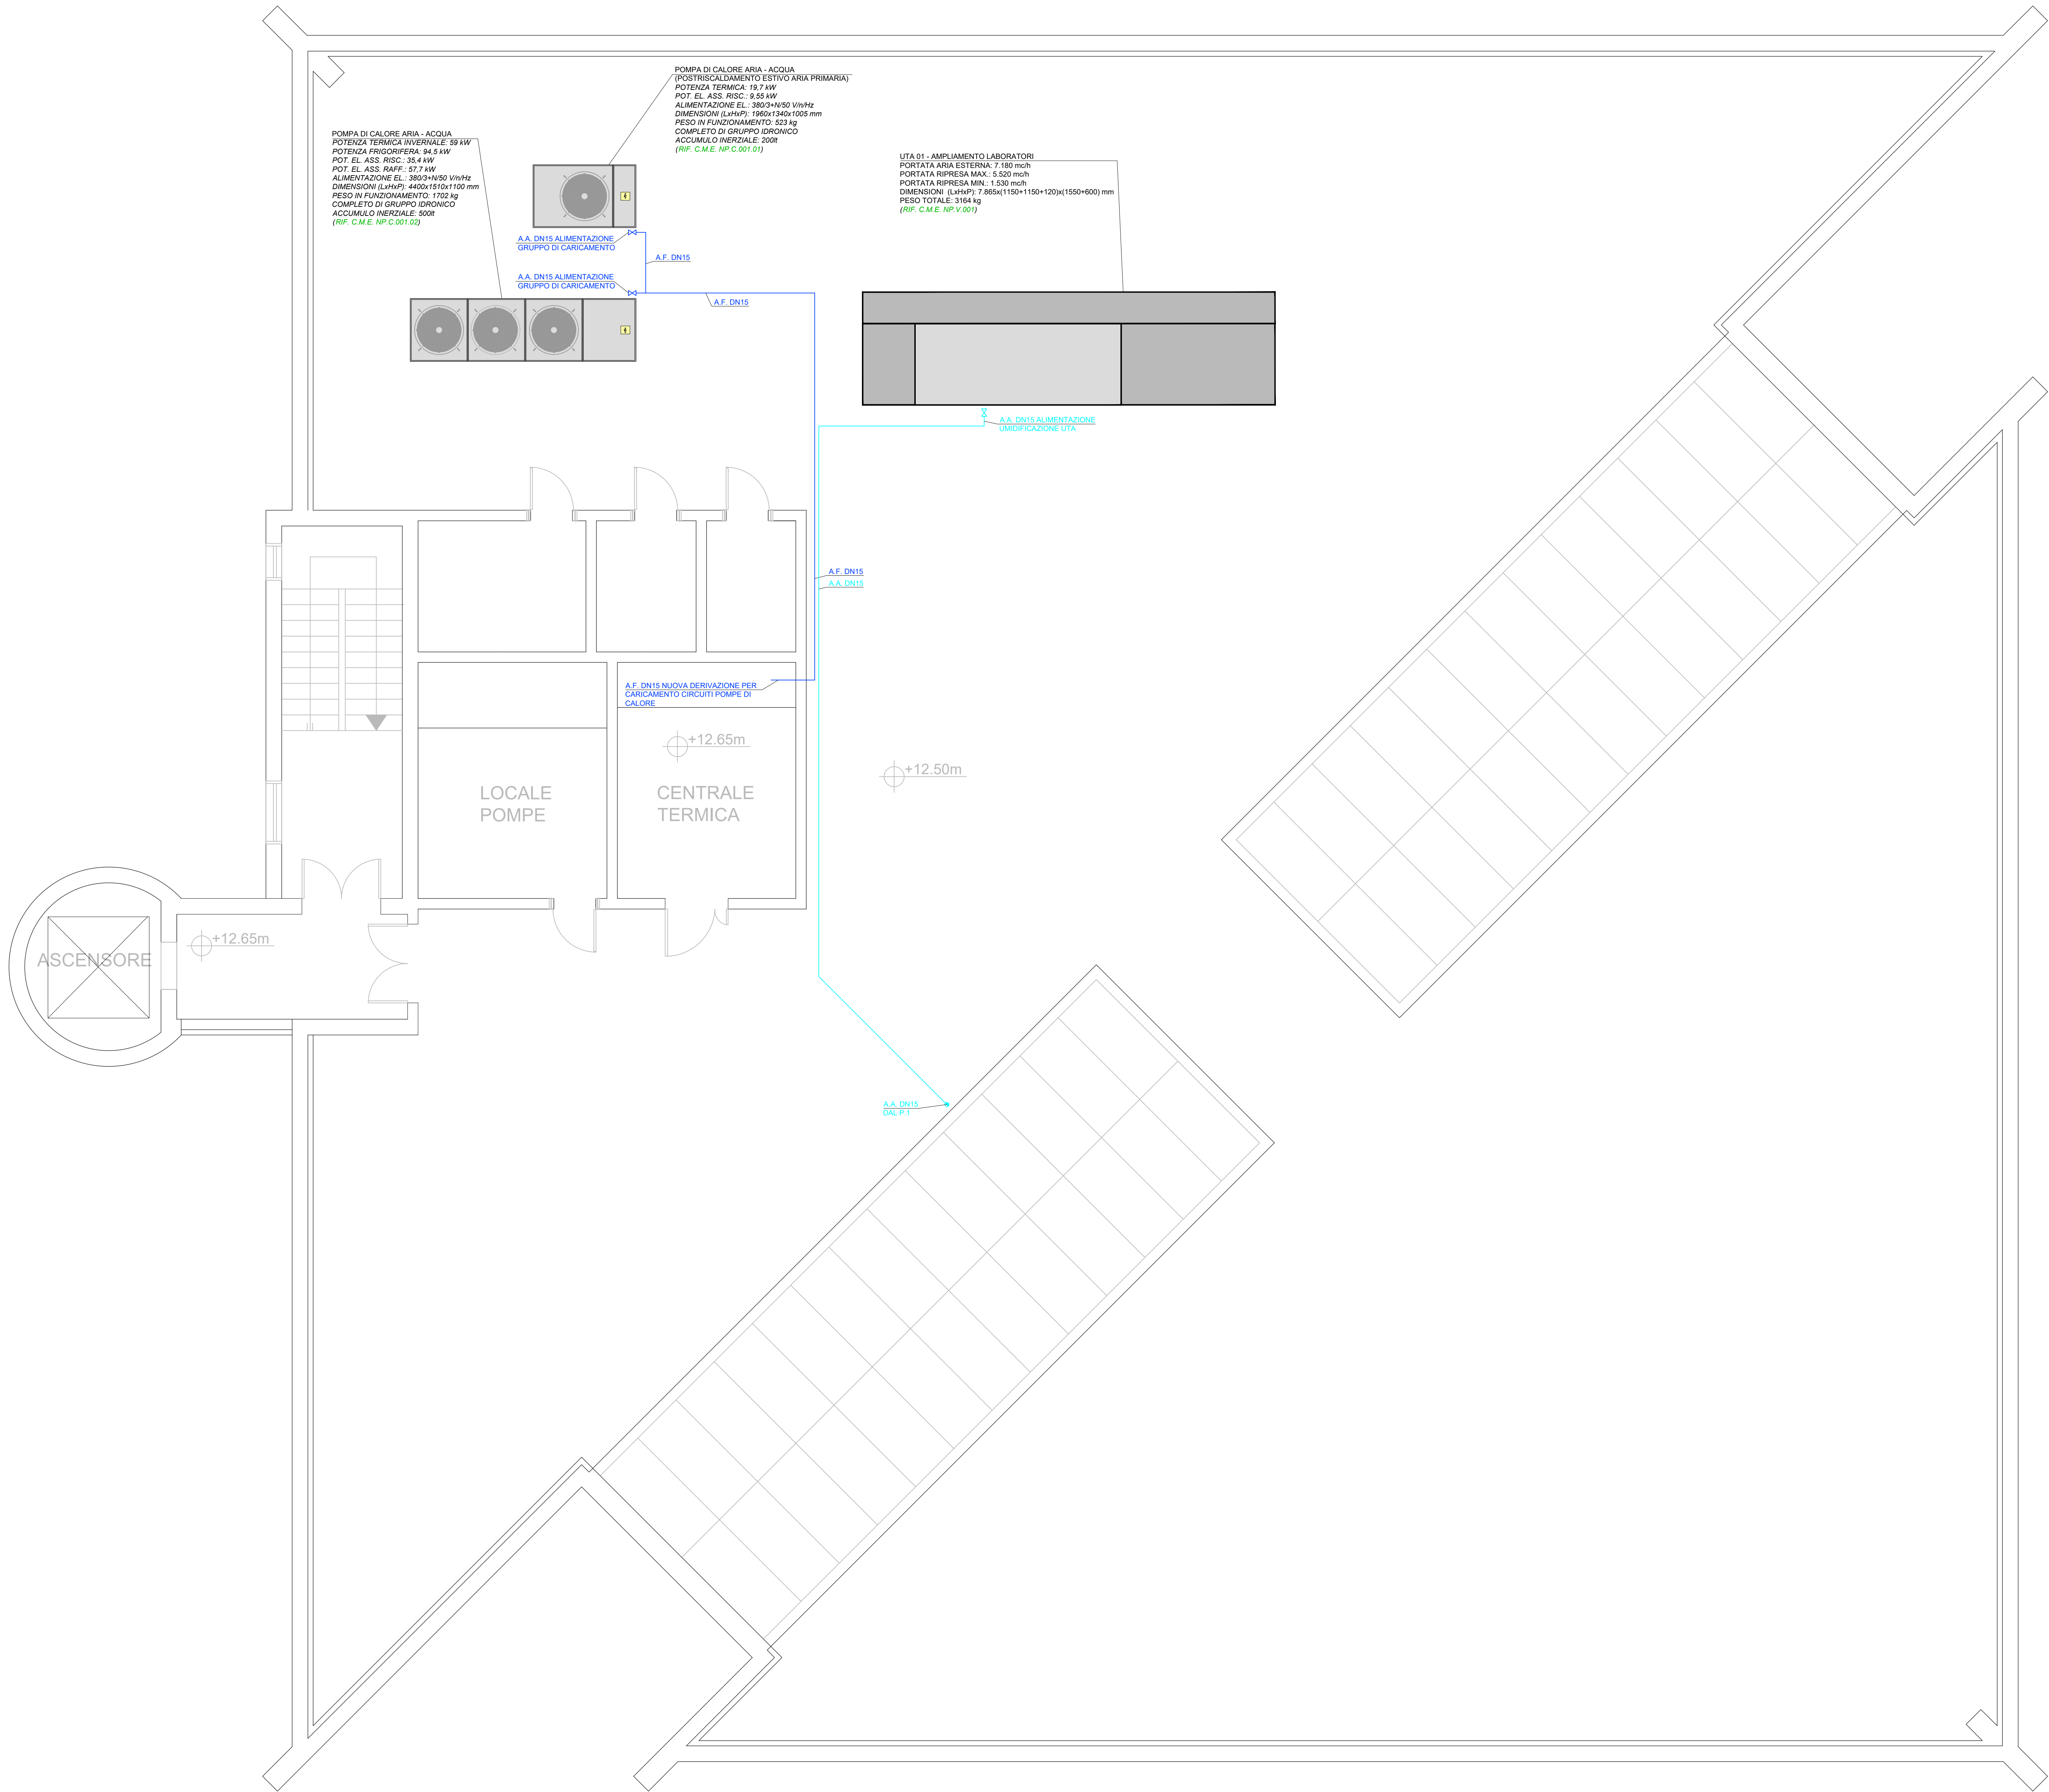 POMPA DI CALORE ARIA - ACQUA
(POSTRISCALDAMENTO ESTIVO ARIA PRIMARIA)
POTENZA TERMICA: 19,7 kW
POT. EL. ASS. RISC.: 9,55 kW
ALIMENTAZIONE EL.: 380/3+N/50 V/n/Hz
DIMENSIONI (LxHxP): 1960x1340x1005 mm
PESO IN FUNZIONAMENTO: 523 kg
COMPLETO DI GRUPPO IDRONICO
ACCUMULO INERZIALE: 200lt
(RIF. C.M.E. NP.C.001.01)
POMPA DI CALORE ARIA - ACQUA
POTENZA TERMICA INVERNALE: 59 kW
POTENZA FRIGORIFERA: 94,5 kW
POT. EL. ASS. RISC.: 35,4 kW
POT. EL. ASS. RAFF.: 57,7 kW
ALIMENTAZIONE EL.: 380/3+N/50 V/n/Hz
DIMENSIONI (LxHxP): 4400x1510x1100 mm
PESO IN FUNZIONAMENTO: 1702 kg
COMPLETO DI GRUPPO IDRONICO
ACCUMULO INERZIALE: 500lt
(RIF. C.M.E. NP.C.001.02)
UTA 01 - AMPLIAMENTO LABORATORI
PORTATA ARIA ESTERNA: 7.180 mc/h
PORTATA RIPRESA MAX.: 5.520 mc/h
PORTATA RIPRESA MIN.: 1.530 mc/h
DIMENSIONI (LxHxP): 7.865x(1150+1150+120)x(1550+600) mm
PESO TOTALE: 3164 kg
(RIF. C.M.E. NP.V.001)
A.A. DN15 ALIMENTAZIONE
GRUPPO DI CARICAMENTO
A.F. DN15
A.A. DN15 ALIMENTAZIONE
GRUPPO DI CARICAMENTO
A.F. DN15
A.A. DN15 ALIMENTAZIONE
UMIDIFICAZIONE UTA
A.F. DN15
A.A. DN15
A.F. DN15 NUOVA DERIVAZIONE PER
CARICAMENTO CIRCUITI POMPE DI
CALORE
+12.65m
+12.50m
LOCALE
POMPE
CENTRALE
TERMICA
+12.65m
ASCENSORE
A.A. DN15
DAL P.1